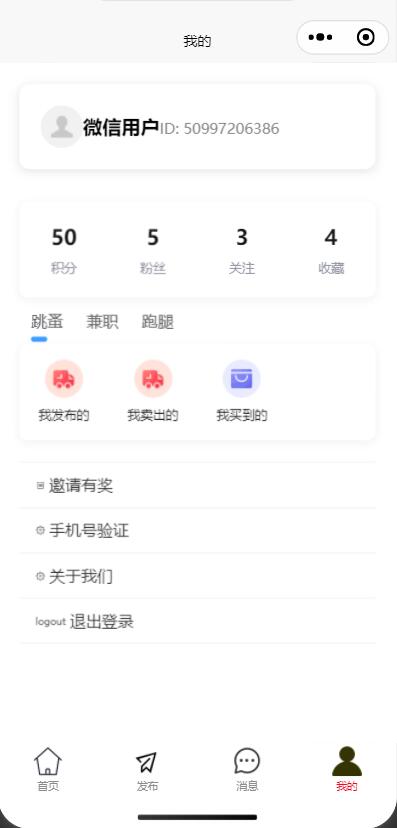 我的
微信用户ID: 50997206386
50 5 3 4
积分 粉丝 关注 收藏
跳蚤 兼职 跑腿
我发布的 我卖出的 我买到的
邀请有奖
手机号验证
关于我们
logout 退出登录
首页 发布 消息 我的